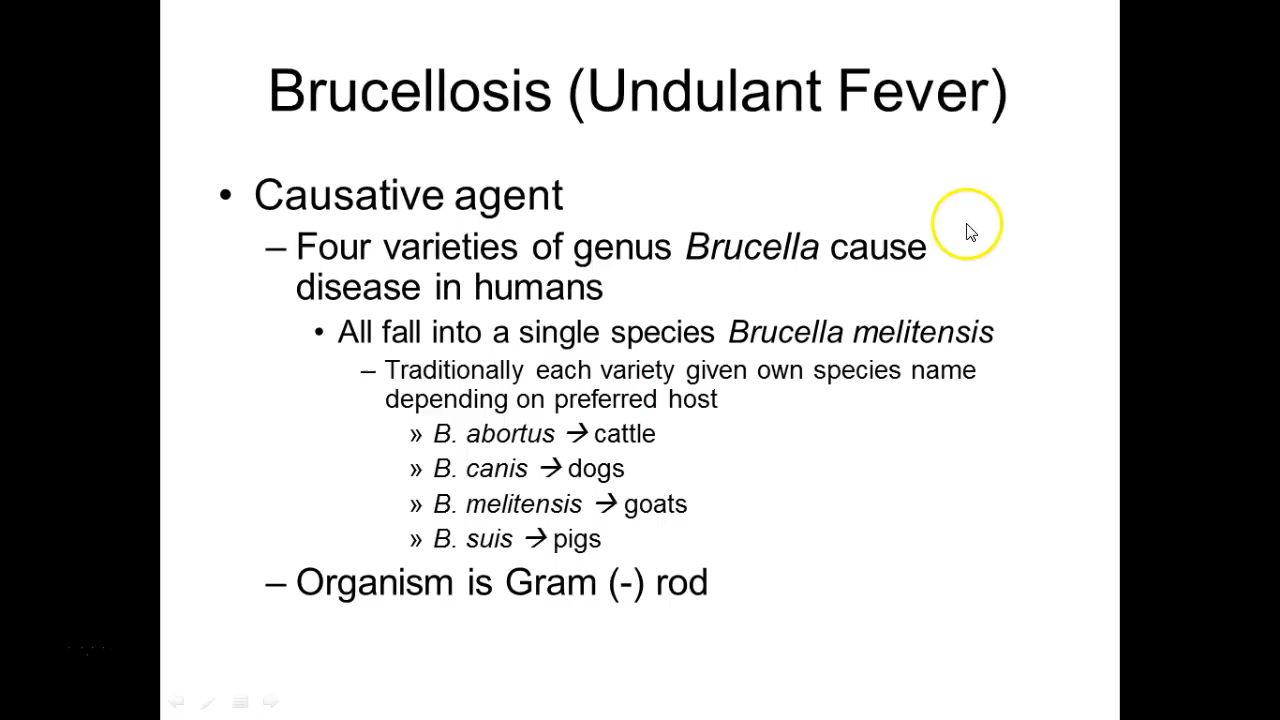 Brucellosis (Undulant Fever)
• Causative agent
– Four varieties of genus Brucella cause
disease in humans
• All fall into a single species Brucella melitensis
– Traditionally each variety given own species name
depending on preferred host
» B. abortus → cattle
» B. canis → dogs
» B. melitensis → goats
» B. suis → pigs
– Organism is Gram (-) rod